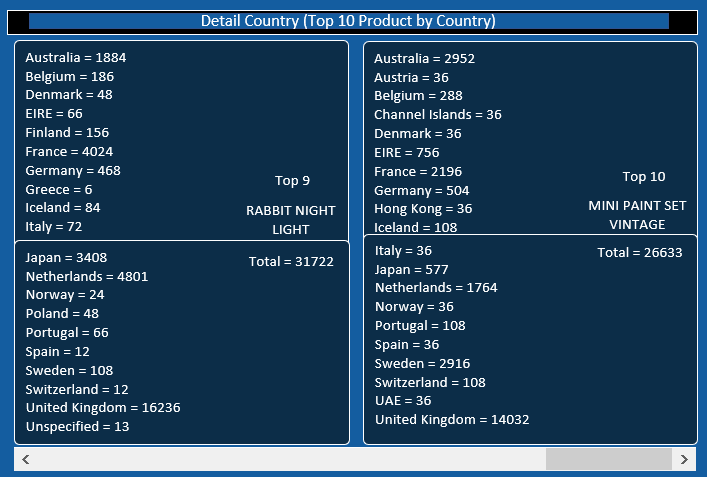 Detail Country (Top 10 Product by Country)
Australia = 1884
Belgium = 186
Denmark = 48
EIRE = 66
Finland = 156
France = 4024
Germany = 468
Greece = 6
Iceland = 84
Italy = 72
Top 9
RABBIT NIGHT
LIGHT
Japan = 3408
Netherlands = 4801
Norway = 24
Poland = 48
Portugal = 66
Spain = 12
Sweden = 108
Switzerland = 12
United Kingdom = 16236
Unspecified = 13
Total = 31722
Australia = 2952
Austria = 36
Belgium = 288
Channel Islands = 36
Denmark = 36
EIRE = 756
France = 2196
Germany = 504
Hong Kong = 36
Iceland = 108
Top 10
MINI PAINT SET
VINTAGE
Italy = 36
Japan = 577
Netherlands = 1764
Norway = 36
Portugal = 108
Spain = 36
Sweden = 2916
Switzerland = 108
UAE = 36
United Kingdom = 14032
Total = 26633